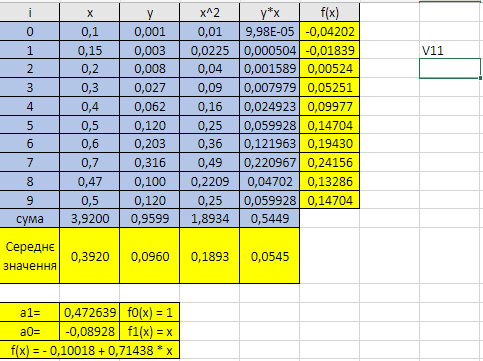 i x y x^2 y*x f(x)
0 0,1 0,001 0,01 9,98E-05 -0,04202
1 0,15 0,003 0,0225 0,000504 -0,01839 V11
2 0,2 0,008 0,04 0,001589 0,00524
3 0,3 0,027 0,09 0,007979 0,05251
4 0,4 0,062 0,16 0,024923 0,09977
5 0,5 0,120 0,25 0,059928 0,14704
6 0,6 0,203 0,36 0,121963 0,19430
7 0,7 0,316 0,49 0,220967 0,24156
8 0,47 0,100 0,2209 0,04702 0,13286
9 0,5 0,120 0,25 0,059928 0,14704
сума 3,9200 0,9599 1,8934 0,5449
Середнє
значення 0,3920 0,0960 0,1893 0,0545
a1= 0,472639 f0(x) = 1
a0= -0,08928 f1(x) = x
f(x) = - 0,10018 + 0,71438 * x